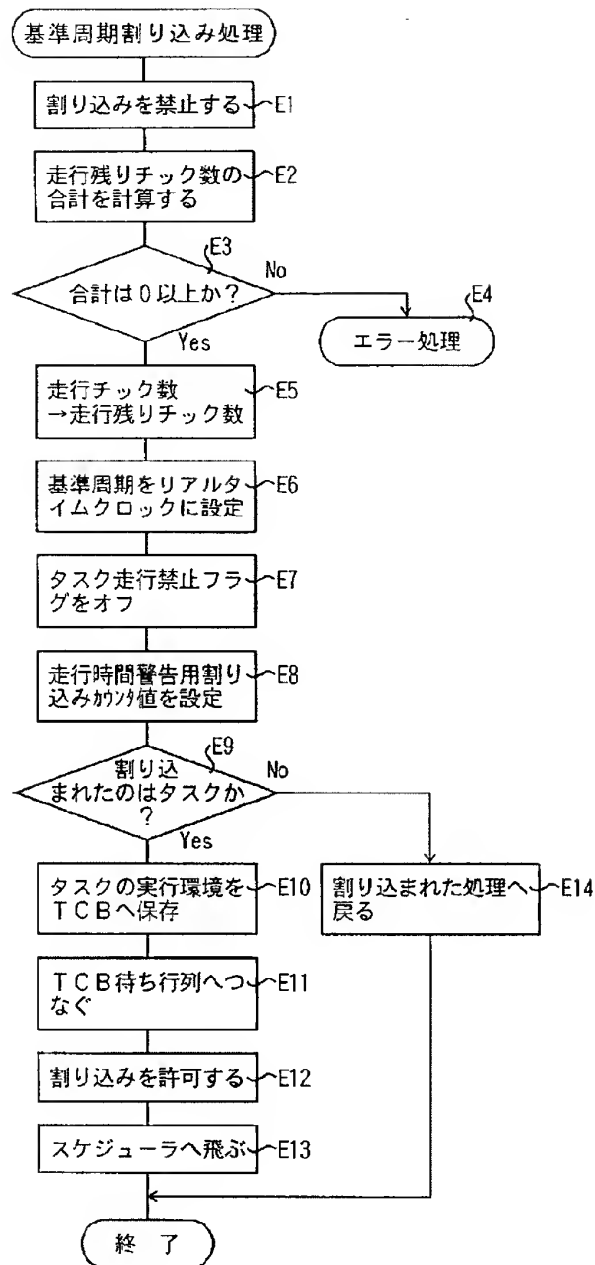 基準周期割り込み処理
割り込みを禁止する E1
走行残りチック数の E2
合計を計算する
E3
合計は0以上か?
No
E4
エラー処理
Yes
走行チック数 E5
→走行残りチック数
基準周期をリアルタ E6
イムクロックに設定
タスク走行禁止フラ E7
グをオフ
走行時間警告用割り E8
込みｶｳﾝﾀ値を設定
E9
割り込
まれたのはタスクか
?
No
Yes
タスクの実行環境を E10
TCBへ保存
割り込まれた処理へ E14
戻る
TCB待ち行列へつ E11
なぐ
割り込みを許可する E12
スケジューラへ飛ぶ E13
終 了